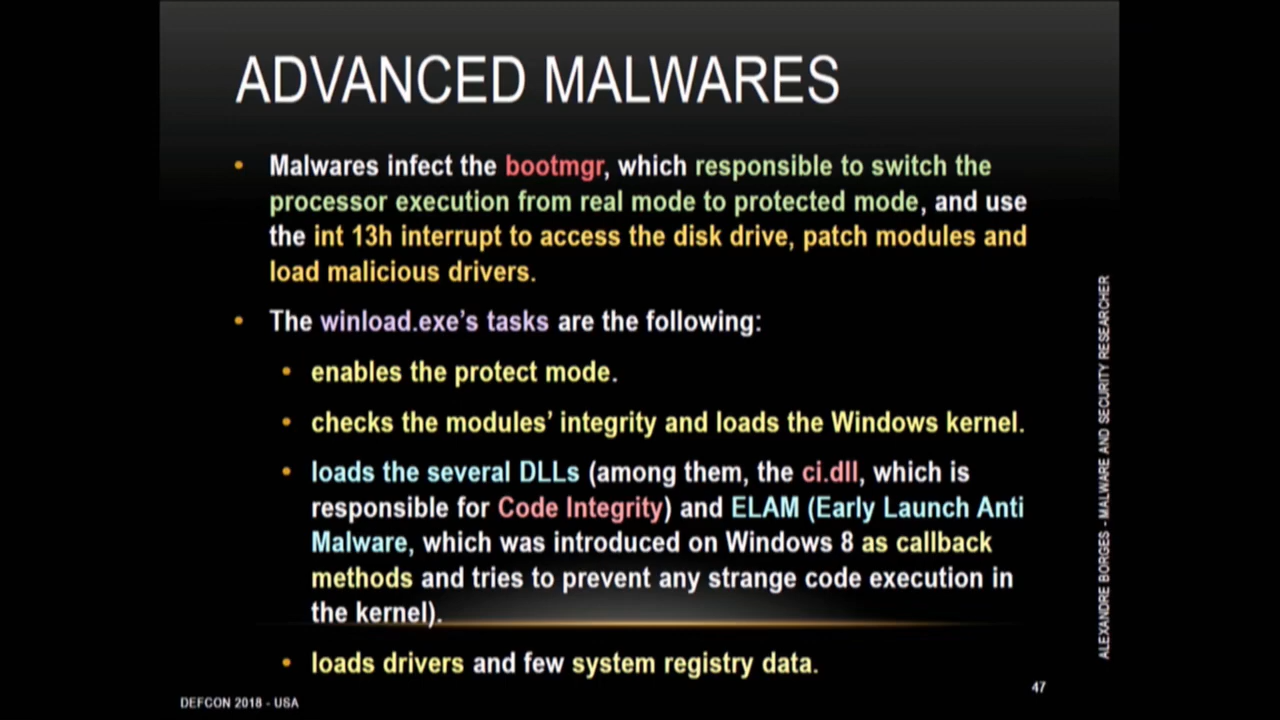 ADVANCED MALWARES
• Malwares infect the bootmgr, which responsible to switch the
processor execution from real mode to protected mode, and use
the int 13h interrupt to access the disk drive, patch modules and
load malicious drivers.
• The winload.exe’s tasks are the following:
• enables the protect mode.
• checks the modules’ integrity and loads the Windows kernel.
• loads the several DLLs (among them, the ci.dll, which is
responsible for Code Integrity) and ELAM (Early Launch Anti
Malware, which was introduced on Windows 8 as callback
methods and tries to prevent any strange code execution in
the kernel).
• loads drivers and few system registry data.
ALEXANDRE BORGES - MALWARE AND SECURITY RESEARCHER
47
DEFCON 2018 - USA